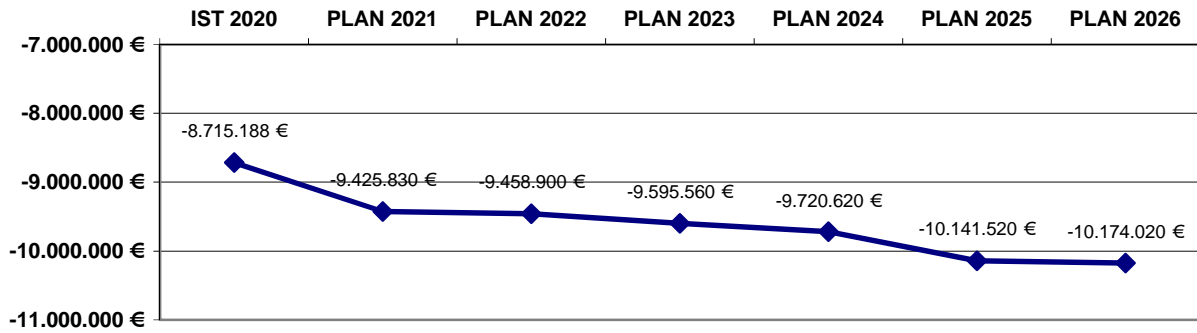 IST 2020 PLAN 2021 PLAN 2022 PLAN 2023 PLAN 2024 PLAN 2025 PLAN 2026
-7.000.000 €
-8.000.000 €
-8.715.188 €
-9.000.000 €
-9.425.830 € -9.458.900 € -9.595.560 € -9.720.620 €
-10.141.520 € -10.174.020 €
-10.000.000 €
-11.000.000 €